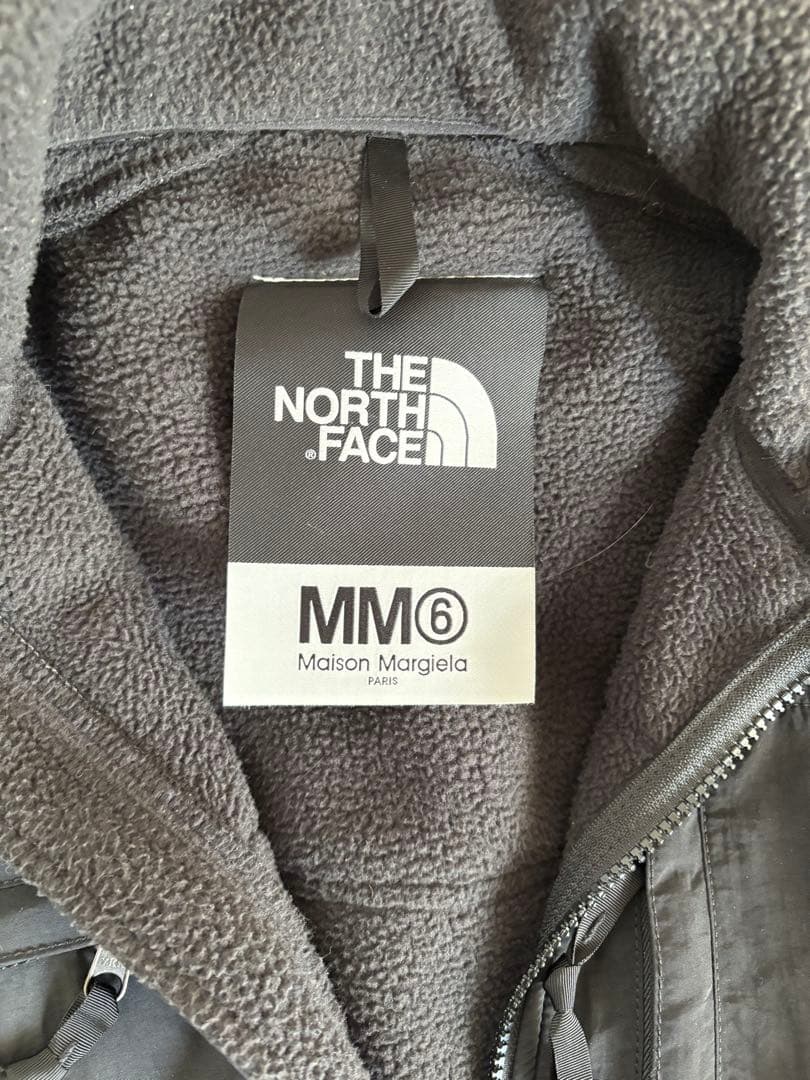 THE
NORTH
® FACE
MM⑥
Maison Margiela
PARIS